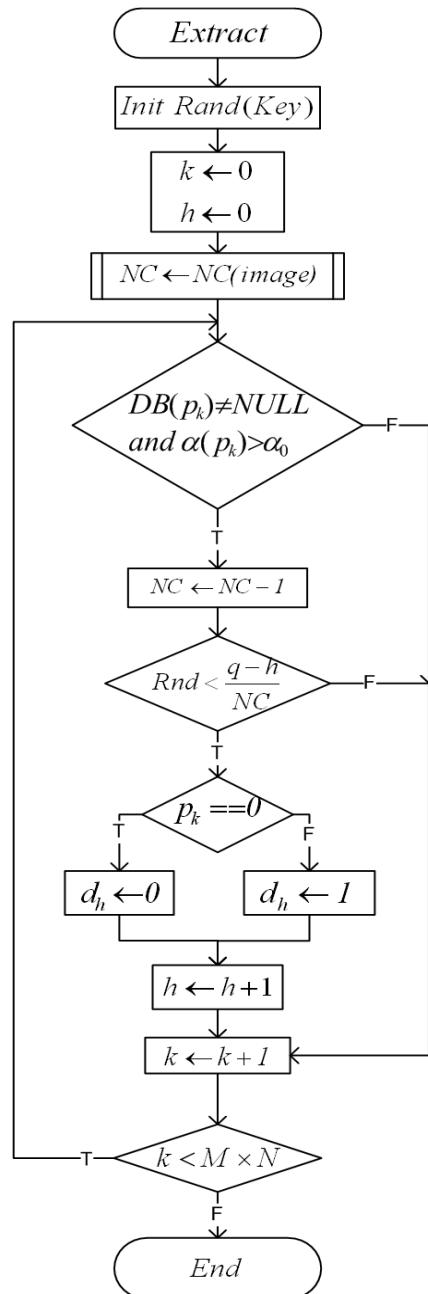 Extract
Init Rand(Key)
k ← 0
h ← 0
NC ← NC(image)
DB(p_k)≠NULL
and α(p_k)>α_0
F
T
NC ← NC − 1
Rnd < \frac{q − h}{NC}
F
T
p_k ==0
T
F
d_h ←0
d_h ← 1
h ← h+1
k ← k+1
k < M × N
T
F
End